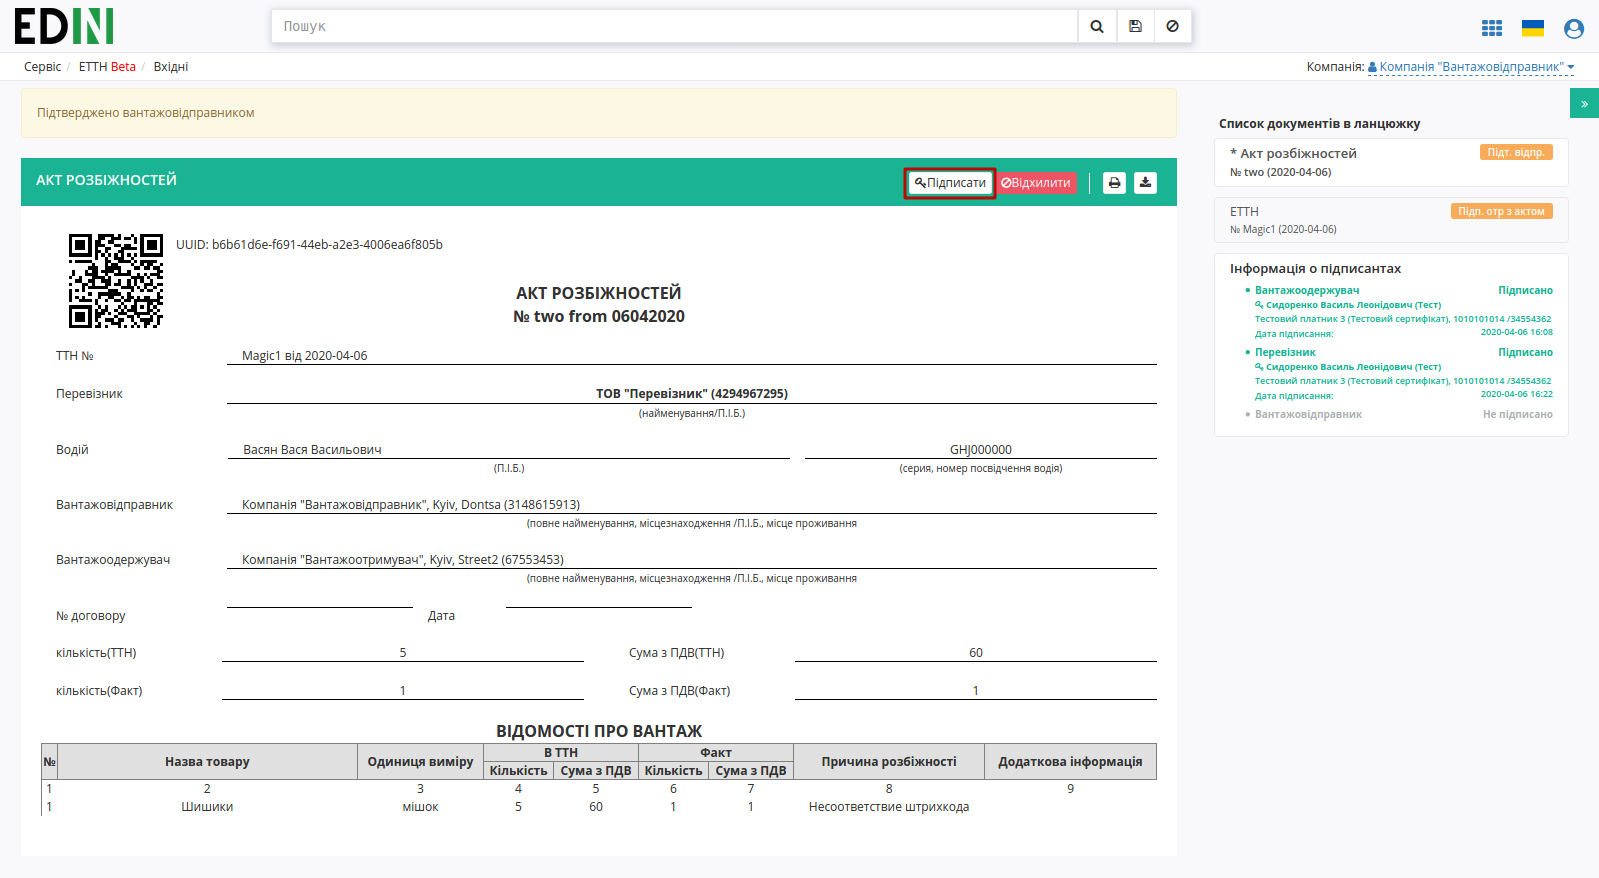 EDIN
Пошук
Сервіс / ЕТТН Beta / Вхідні
Компанія: Компанія "Вантажовідправник"
Підтверджено вантажовідправником
АКТ РОЗБІЖНОСТЕЙ
Підписати
Відхилити
UUID: b6b61d6e-f691-44eb-a2e3-4006ea6f805b
АКТ РОЗБІЖНОСТЕЙ
№ two from 06042020
ТТН № Magic1 від 2020-04-06
Перевізник ТОВ "Перевізник" (4294967295)
(найменування/П.І.Б.)
Водій Васян Вася Васильович GHJ000000
(П.І.Б.) (серия, номер посвідчення водія)
Вантажовідправник Компанія "Вантажовідправник", Kyiv, Dontsa (3148615913)
(повне найменування, місцезнаходження /П.І.Б., місце проживання
Вантажоодержувач Компанія "Вантажоотримувач", Kyiv, Street2 (67553453)
(повне найменування, місцезнаходження /П.І.Б., місце проживання
№ договору Дата
кількість(ТТН) 5 Сума з ПДВ(ТТН) 60
кількість(Факт) 1 Сума з ПДВ(Факт) 1
ВІДОМОСТІ ПРО ВАНТАЖ
№ Назва товару Одиниця виміру В ТТН Факт Причина розбіжності Додаткова інформація
Кількість Сума з ПДВ Кількість Сума з ПДВ
1 2 3 4 5 6 7 8 9
1 Шишики мішок 5 60 1 1 Несоответствие штрихкода
»
Список документів в ланцюжку
* Акт розбіжностей Підт. відпр.
№ two (2020-04-06)
ЕТТН Підп. отр з актом
№ Magic1 (2020-04-06)
Інформація о підписантах
Вантажоодержувач Підписано
Сидоренко Василь Леонідович (Тест)
Тестовий платник 3 (Тестовий сертифікат), 1010101014 /34554362
Дата підписання: 2020-04-06 16:08
Перевізник Підписано
Сидоренко Василь Леонідович (Тест)
Тестовий платник 3 (Тестовий сертифікат), 1010101014 /34554362
Дата підписання: 2020-04-06 16:22
Вантажовідправник Не підписано